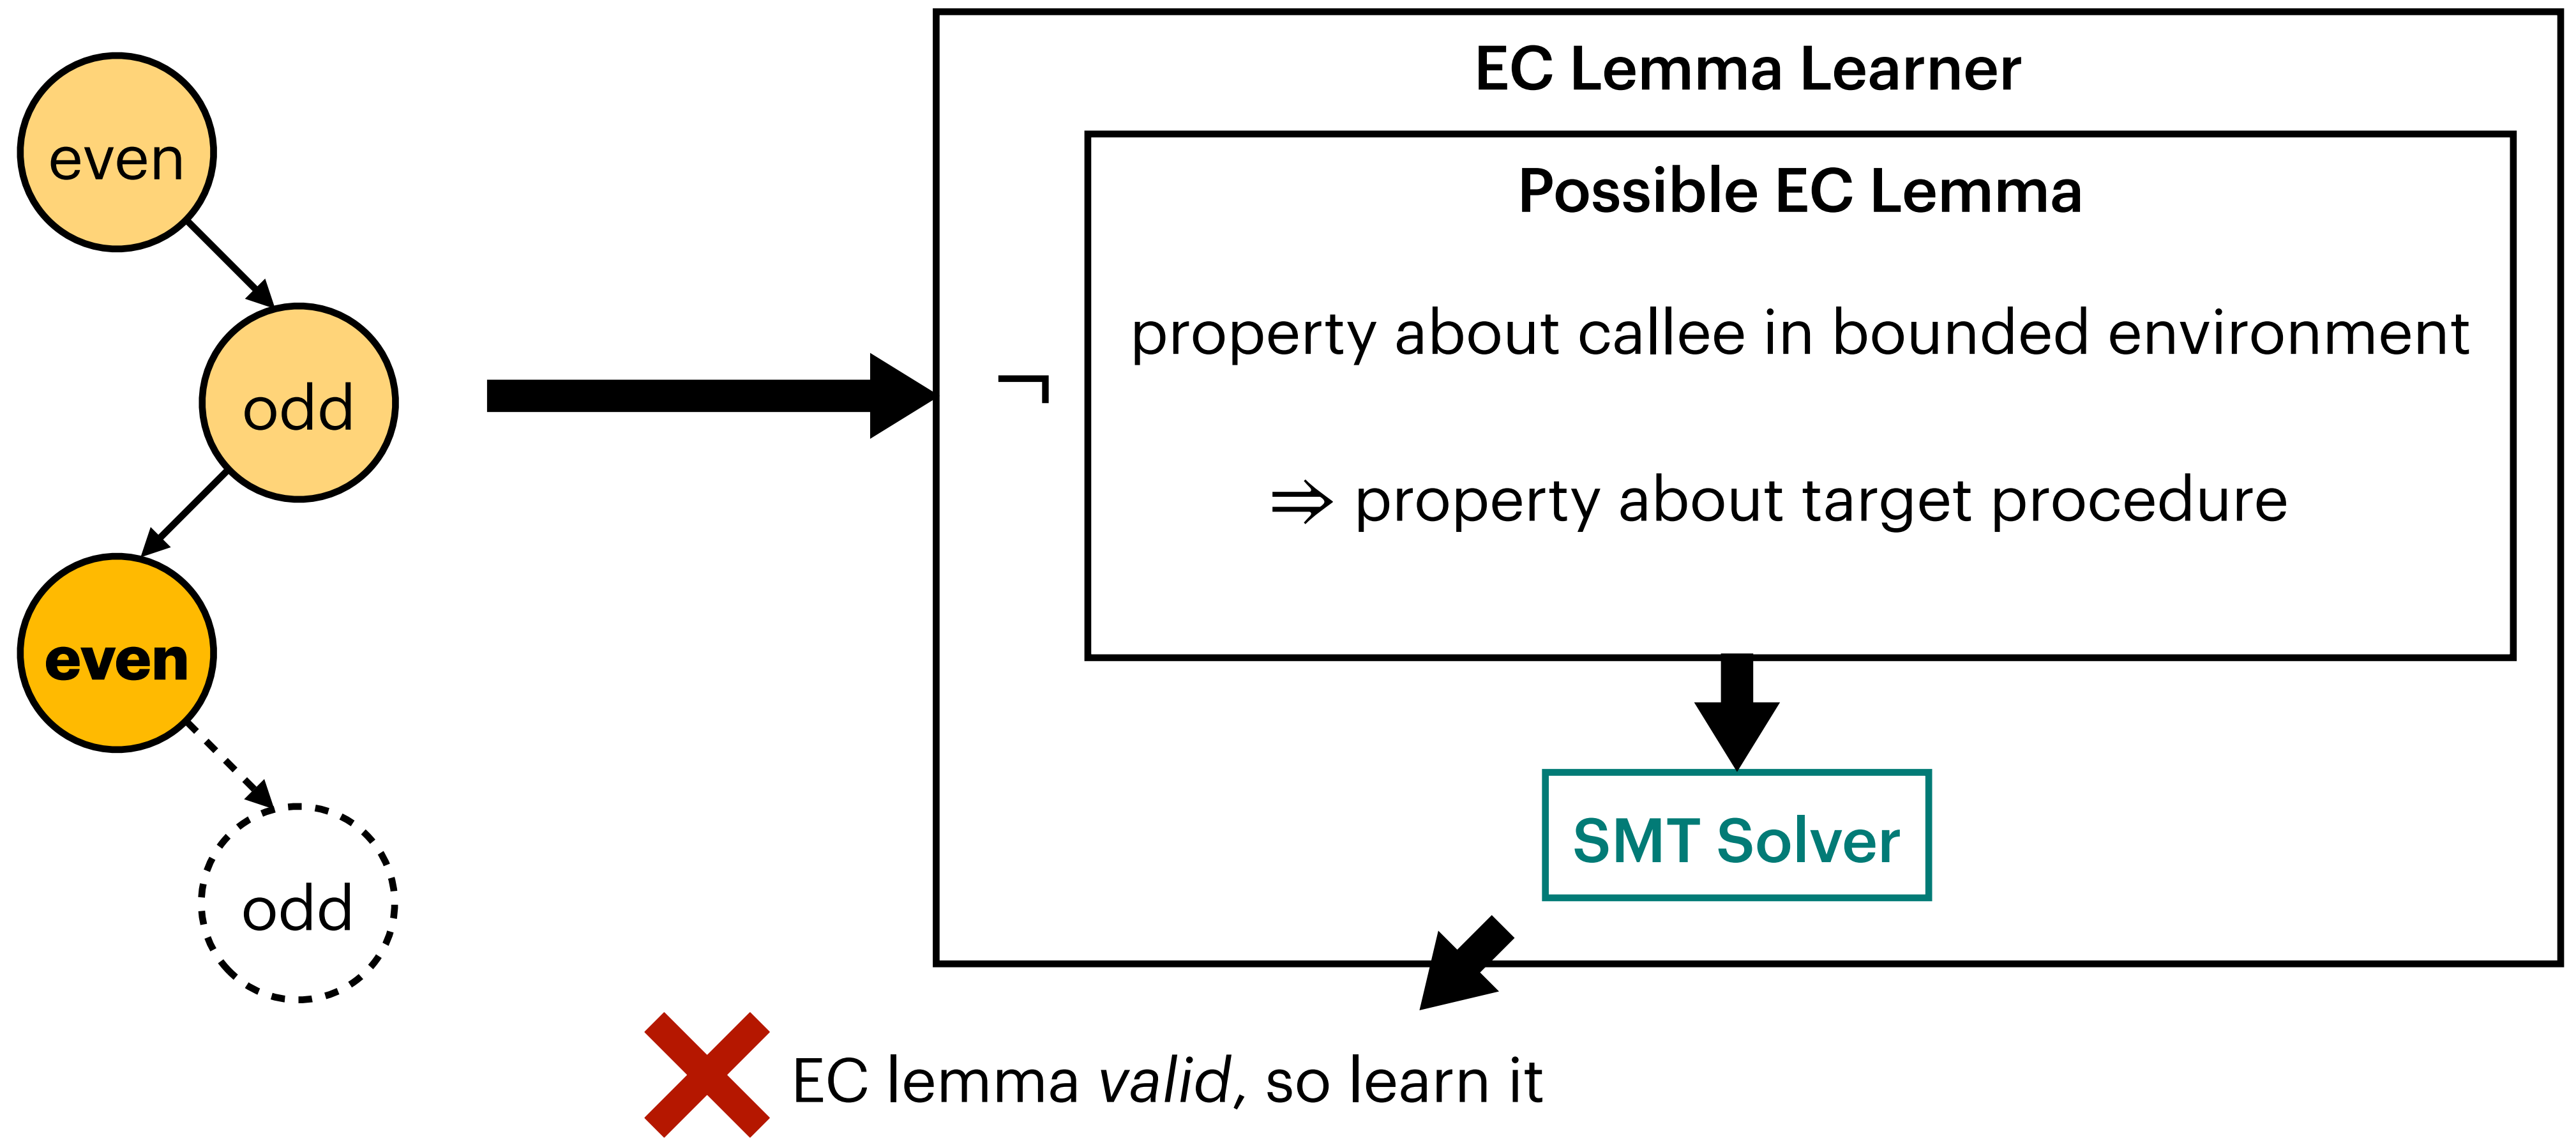 even
odd
even
odd
EC Lemma Learner
Possible EC Lemma
¬
property about callee in bounded environment
⇒ property about target procedure
SMT Solver
EC lemma valid, so learn it